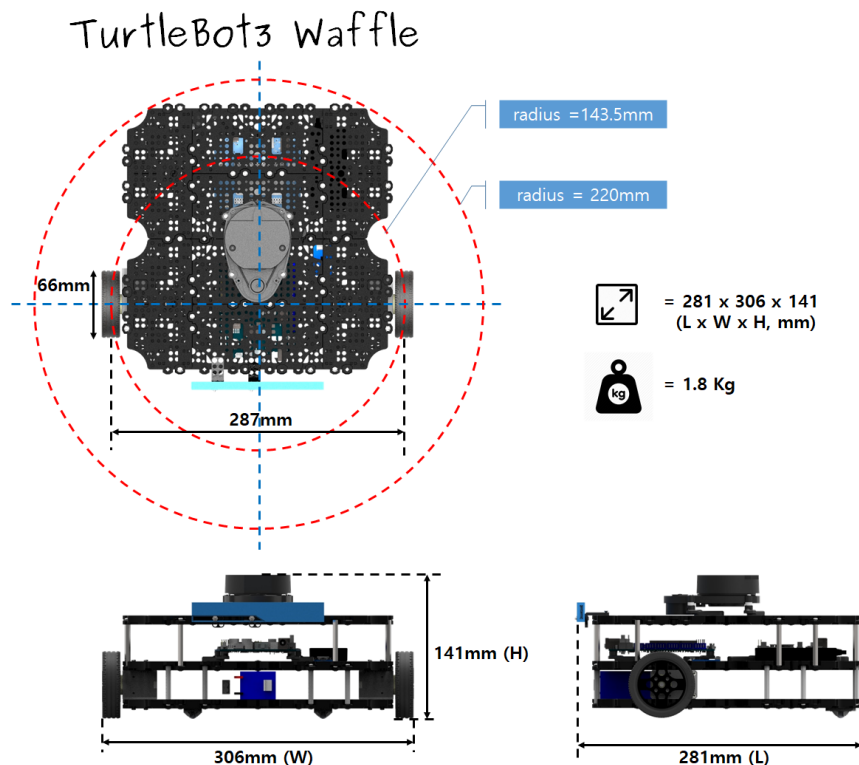 TurtleBot3 Waffle
radius =143.5mm
radius = 220mm
66mm
= 281 x 306 x 141
(L x W x H, mm)
kg
= 1.8 Kg
287mm
141mm (H)
306mm (W)
281mm (L)